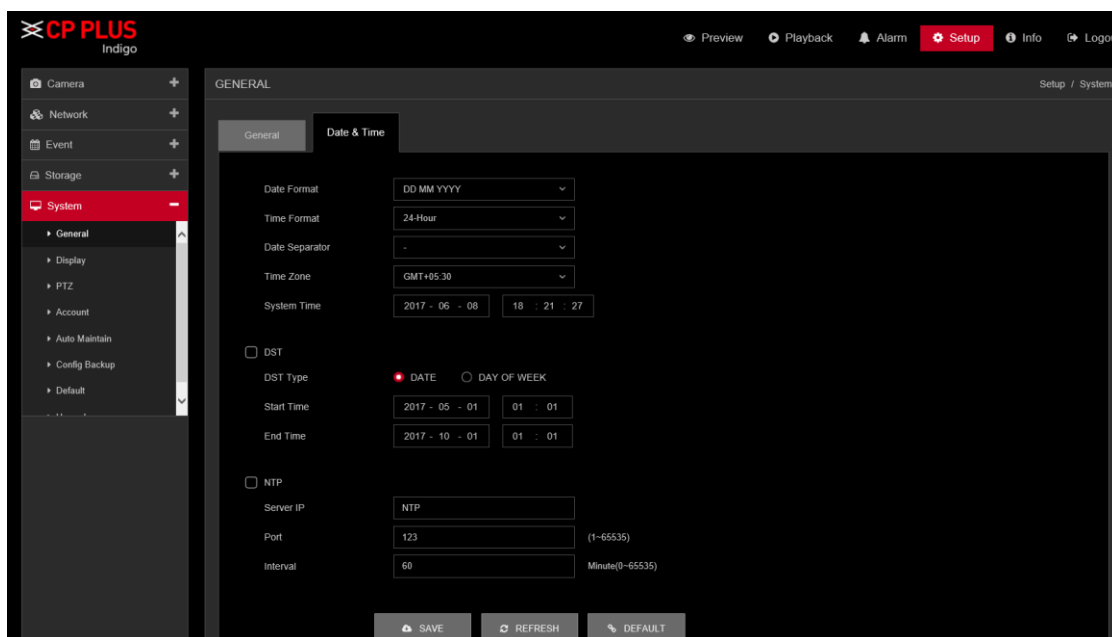 CP PLUS
Indigo
Preview Playback Alarm Setup Info Logou
Camera +
Network +
Event +
Storage +
System −
General
Display
PTZ
Account
Auto Maintain
Config Backup
Default
GENERAL
Setup / System
General Date & Time
Date Format DD MM YYYY
Time Format 24-Hour
Date Separator -
Time Zone GMT+05:30
System Time 2017 - 06 - 08 18 : 21 : 27
DST
DST Type DATE DAY OF WEEK
Start Time 2017 - 05 - 01 01 : 01
End Time 2017 - 10 - 01 01 : 01
NTP
Server IP NTP
Port 123 (1~65535)
Interval 60 Minute(0~65535)
SAVE REFRESH DEFAULT